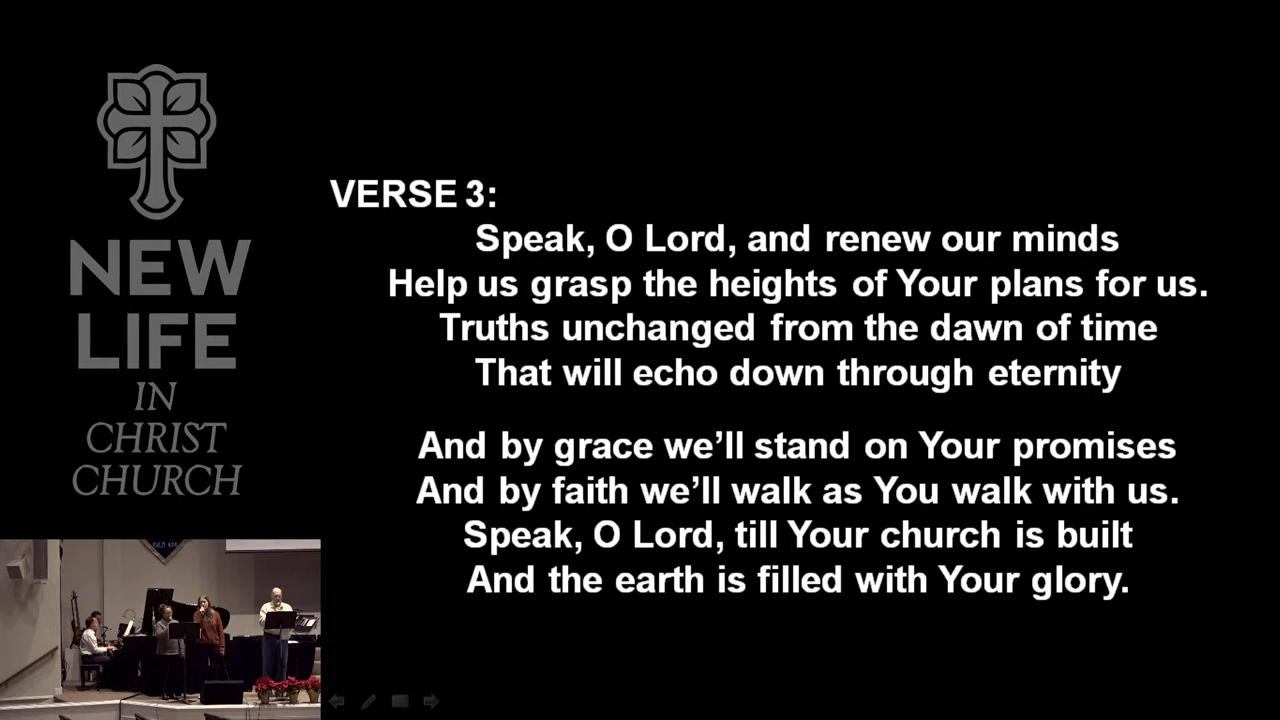 NEW
LIFE
IN
CHRIST
CHURCH
VERSE 3:
Speak, O Lord, and renew our minds
Help us grasp the heights of Your plans for us.
Truths unchanged from the dawn of time
That will echo down through eternity
And by grace we’ll stand on Your promises
And by faith we’ll walk as You walk with us.
Speak, O Lord, till Your church is built
And the earth is filled with Your glory.